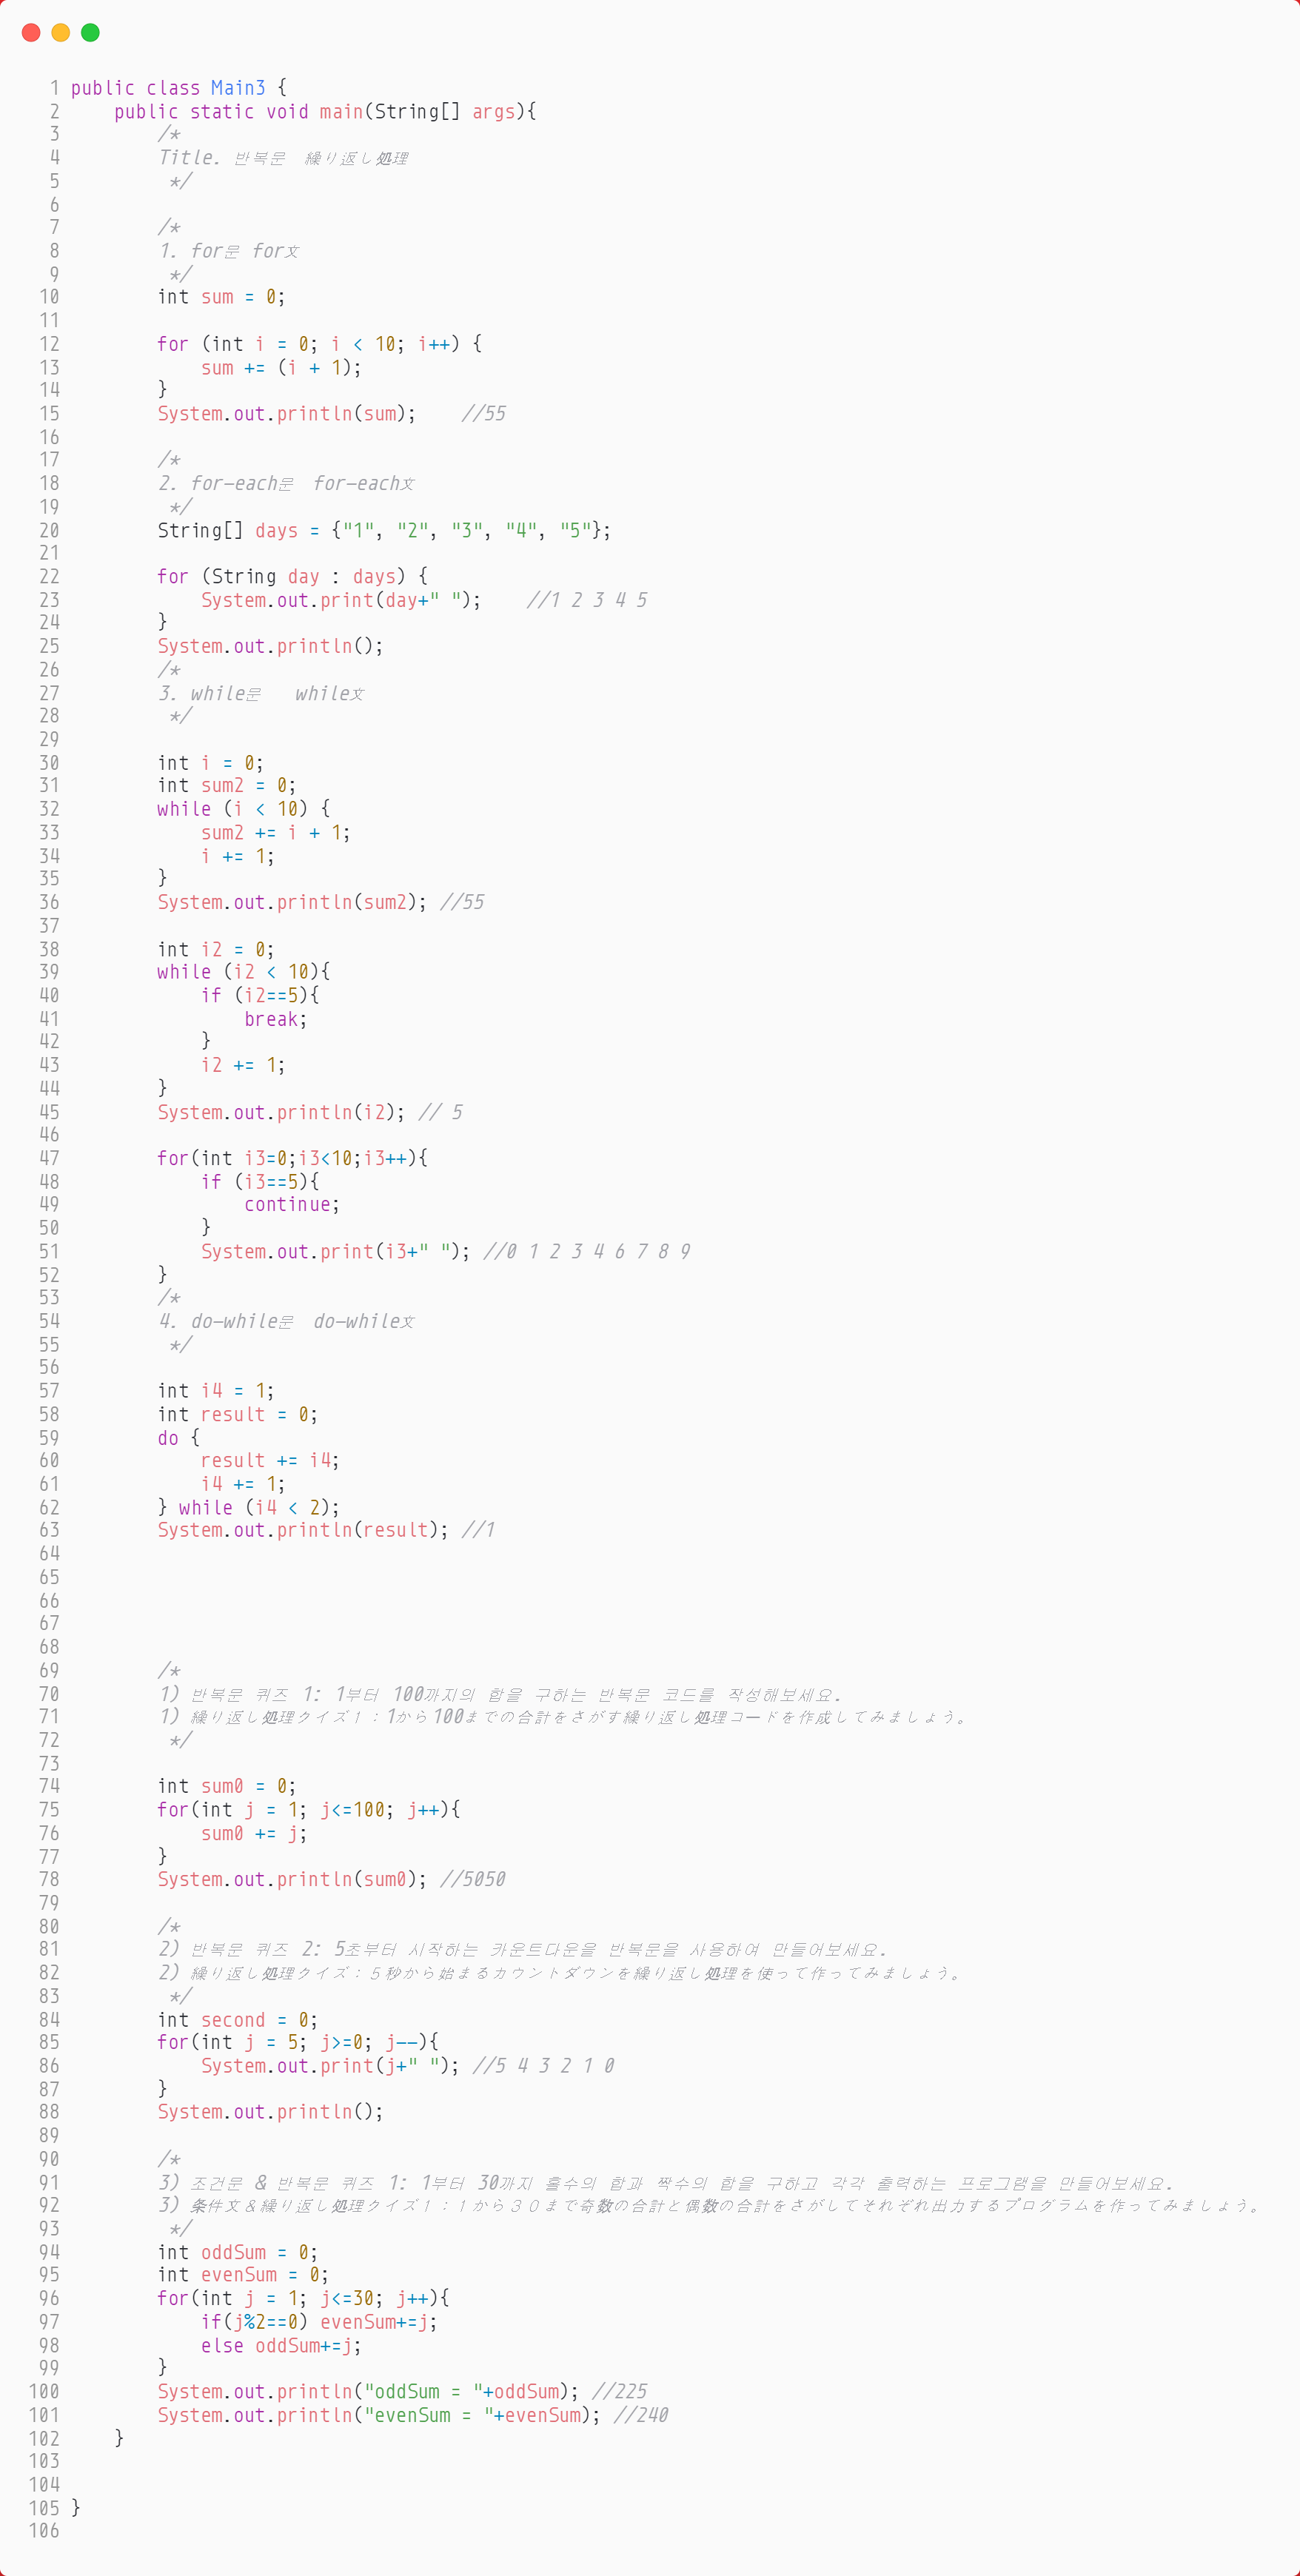 1 public class Main3 {
2     public static void main(String[] args){
3         /*
4         Title. 반복문  繰り返し処理
5          */
6
7         /*
8         1. for문 for文
9          */
10         int sum = 0;
11
12         for (int i = 0; i < 10; i++) {
13             sum += (i + 1);
14         }
15         System.out.println(sum);    //55
16
17         /*
18         2. for-each문  for-each文
19          */
20         String[] days = {"1", "2", "3", "4", "5"};
21
22         for (String day : days) {
23             System.out.print(day+" ");    //1 2 3 4 5
24         }
25         System.out.println();
26         /*
27         3. while문   while文
28          */
29
30         int i = 0;
31         int sum2 = 0;
32         while (i < 10) {
33             sum2 += i + 1;
34             i += 1;
35         }
36         System.out.println(sum2); //55
37
38         int i2 = 0;
39         while (i2 < 10){
40             if (i2==5){
41                 break;
42             }
43             i2 += 1;
44         }
45         System.out.println(i2); // 5
46
47         for(int i3=0;i3<10;i3++){
48             if (i3==5){
49                 continue;
50             }
51             System.out.print(i3+" "); //0 1 2 3 4 6 7 8 9
52         }
53         /*
54         4. do-while문  do-while文
55          */
56
57         int i4 = 1;
58         int result = 0;
59         do {
60             result += i4;
61             i4 += 1;
62         } while (i4 < 2);
63         System.out.println(result); //1
64
65
66
67
68
69         /*
70         1) 반복문 퀴즈 1: 1부터 100까지의 합을 구하는 반복문 코드를 작성해보세요.
71         1) 繰り返し処理クイズ１：1から100までの合計をさがす繰り返し処理コードを作成してみましょう。
72          */
73
74         int sum0 = 0;
75         for(int j = 1; j<=100; j++){
76             sum0 += j;
77         }
78         System.out.println(sum0); //5050
79
80         /*
81         2) 반복문 퀴즈 2: 5초부터 시작하는 카운트다운을 반복문을 사용하여 만들어보세요.
82         2) 繰り返し処理クイズ：５秒から始まるカウントダウンを繰り返し処理を使って作ってみましょう。
83          */
84         int second = 0;
85         for(int j = 5; j>=0; j--){
86             System.out.print(j+" "); //5 4 3 2 1 0
87         }
88         System.out.println();
89
90         /*
91         3) 조건문 & 반복문 퀴즈 1: 1부터 30까지 홀수의 합과 짝수의 합을 구하고 각각 출력하는 프로그램을 만들어보세요.
92         3) 条件文＆繰り返し処理クイズ１：１から３０まで奇数の合計と偶数の合計をさがしてそれぞれ出力するプログラムを作ってみましょう。
93          */
94         int oddSum = 0;
95         int evenSum = 0;
96         for(int j = 1; j<=30; j++){
97             if(j%2==0) evenSum+=j;
98             else oddSum+=j;
99         }
100         System.out.println("oddSum = "+oddSum); //225
101         System.out.println("evenSum = "+evenSum); //240
102     }
103
104
105 }
106